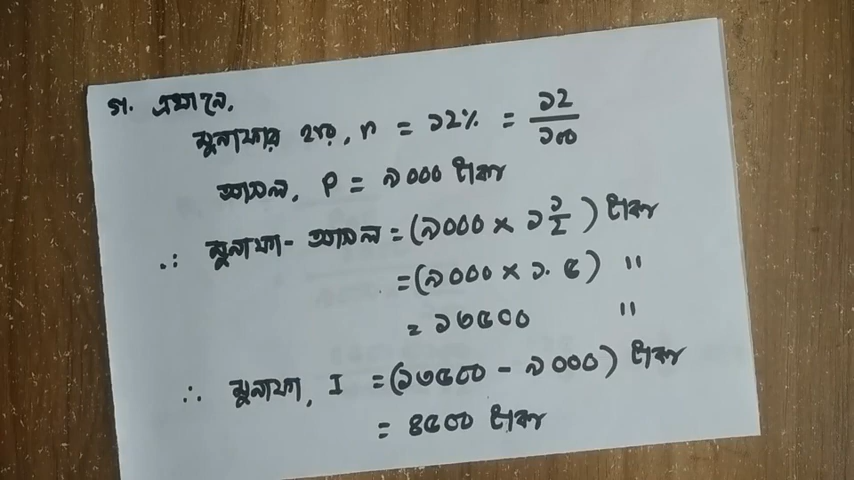 গ. এখানে,
মুনাফার হার, r = ১২% = ১২/১০০
আসল, P = ৯০০০ টাকা
∴ মুনাফা-আসল = (৯০০০ × ১ ১/২) টাকা
= (৯০০০ × ১.৫) "
= ১৩৫০০ "
∴ মুনাফা, I = (১৩৫০০ - ৯০০০) টাকা
= ৪৫০০ টাকা